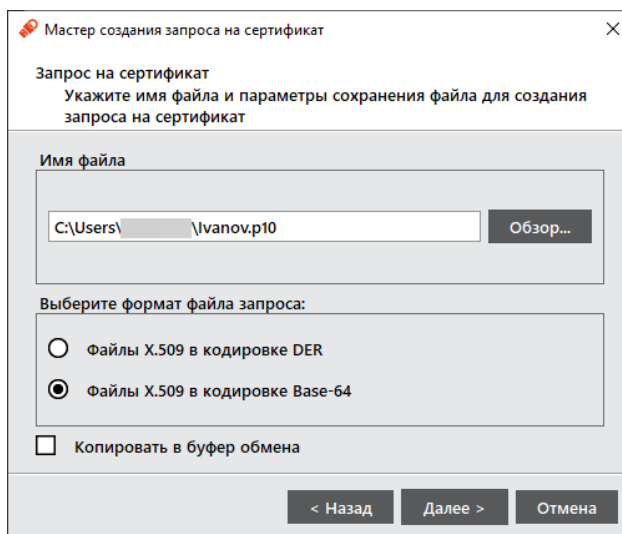 Мастер создания запроса на сертификат
Запрос на сертификат
Укажите имя файла и параметры сохранения файла для создания
запроса на сертификат
Имя файла
C:\Users\ \Ivanov.p10
Обзор...
Выберите формат файла запроса:
Файлы X.509 в кодировке DER
Файлы X.509 в кодировке Base-64
Копировать в буфер обмена
< Назад Далее > Отмена